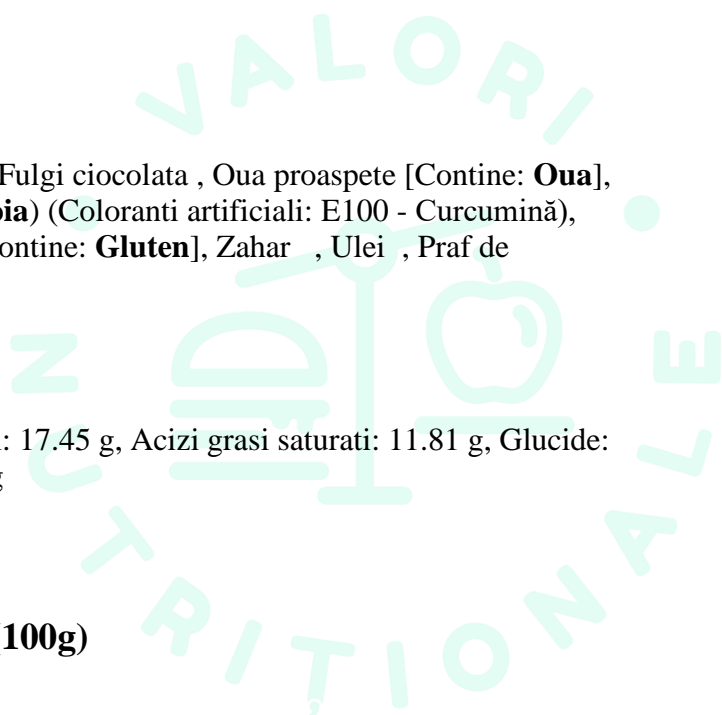 Fulgi ciocolata , Oua proaspete [Contine: Oua],
oia) (Coloranti artificiali: E100 - Curcumină),
ontine: Gluten], Zahar , Ulei , Praf de
: 17.45 g, Acizi grasi saturati: 11.81 g, Glucide:
g
(100g)
VALORI
NUTRITIONALE